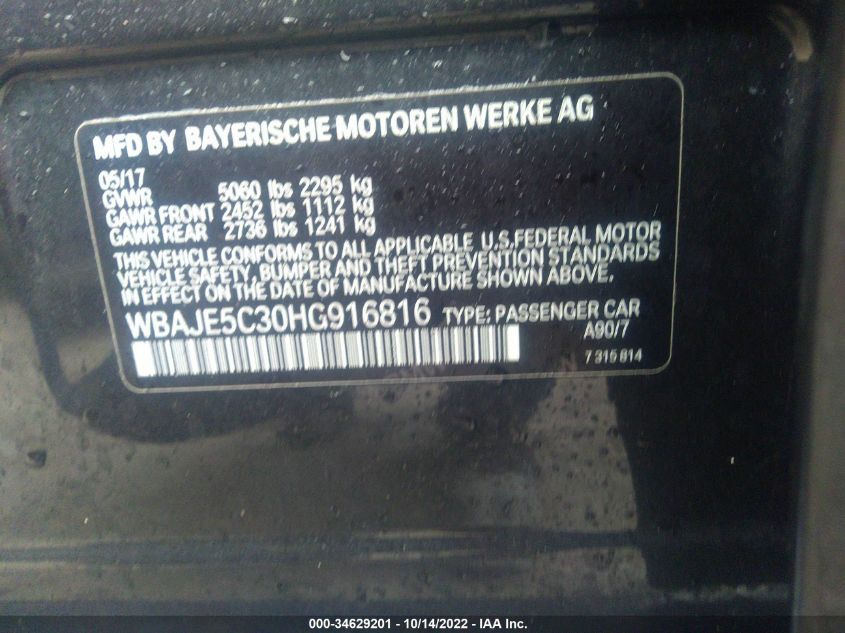 MFD BY BAYERISCHE MOTOREN WERKE AG
05/17
GVWR 5060 lbs 2295 kg
GAWR FRONT 2452 lbs 1112 kg
GAWR REAR 2736 lbs 1241 kg
THIS VEHICLE CONFORMS TO ALL APPLICABLE U.S.FEDERAL MOTOR
VEHICLE SAFETY, BUMPER AND THEFT PREVENTION STANDARDS
IN EFFECT ON THE DATE OF MANUFACTURE SHOWN ABOVE.
WBAJE5C30HG916816 TYPE: PASSENGER CAR
A90/7
7 315 814
000-34629201 - 10/14/2022 - IAA Inc.